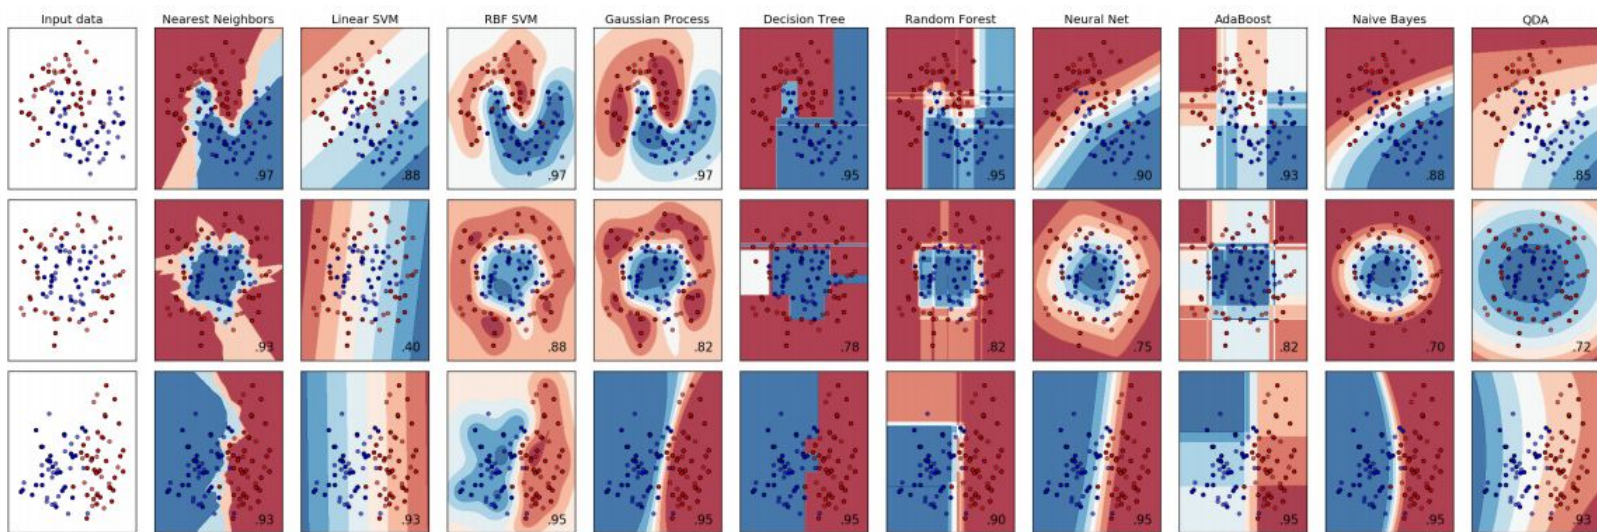 Input data Nearest Neighbors Linear SVM RBF SVM Gaussian Process Decision Tree Random Forest Neural Net AdaBoost Naive Bayes QDA
.97 .88 .97 .97 .95 .95 .90 .93 .88 .85
.93 .40 .88 .82 .78 .82 .75 .82 .70 .72
.93 .93 .95 .95 .95 .90 .95 .95 .95 .93